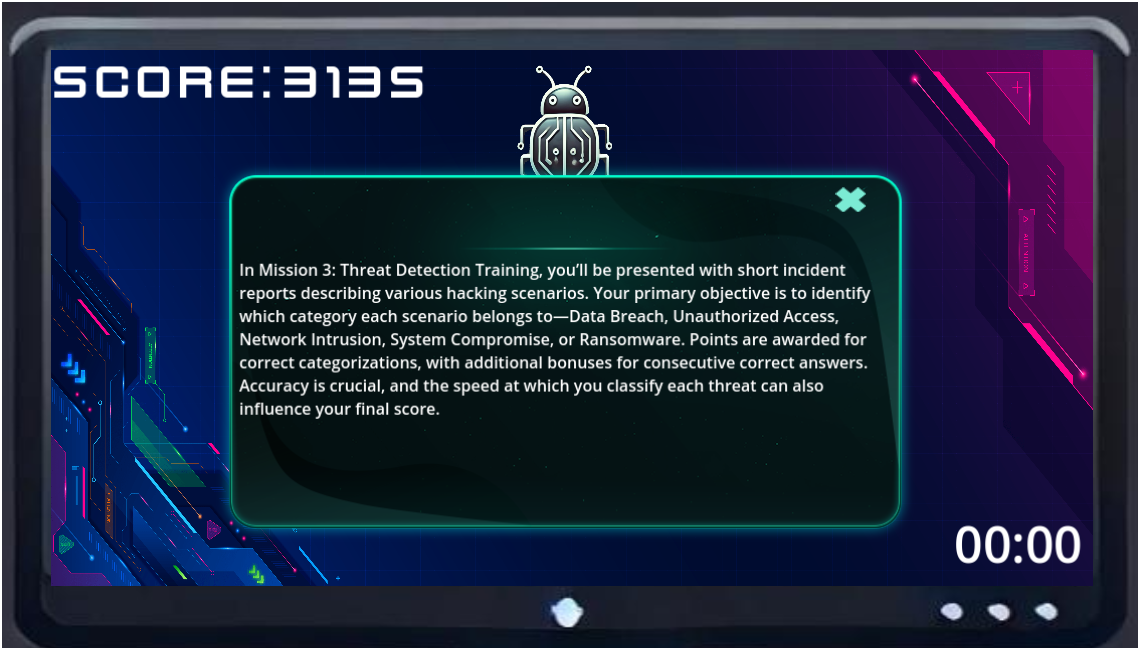 SCORE:3135
In Mission 3: Threat Detection Training, you'll be presented with short incident
reports describing various hacking scenarios. Your primary objective is to identify
which category each scenario belongs to—Data Breach, Unauthorized Access,
Network Intrusion, System Compromise, or Ransomware. Points are awarded for
correct categorizations, with additional bonuses for consecutive correct answers.
Accuracy is crucial, and the speed at which you classify each threat can also
influence your final score.
00:00